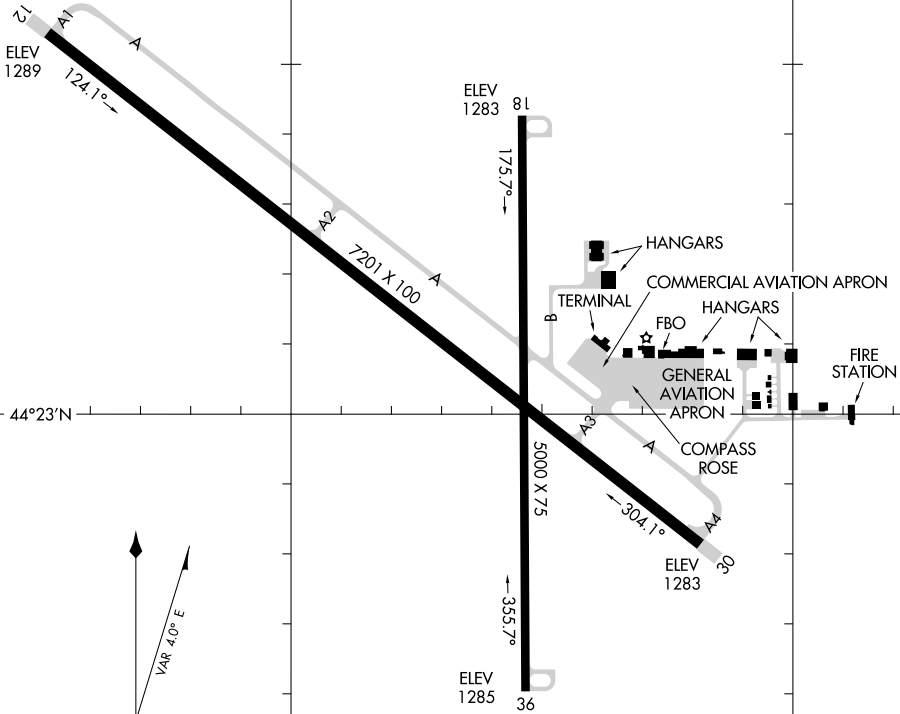 12
A1
A
ELEV
1289
124.1°
ELEV
1283
18
175.7°
A2
7201 X 100
A
HANGARS
COMMERCIAL AVIATION APRON
TERMINAL
HANGARS
B
FBO
FIRE
STATION
GENERAL
AVIATION
APRON
44°23'N
A3
A
COMPASS
ROSE
5000 X 75
304.1°
A4
ELEV
1283
30
VAR 4.0° E
355.7°
ELEV
1285
36